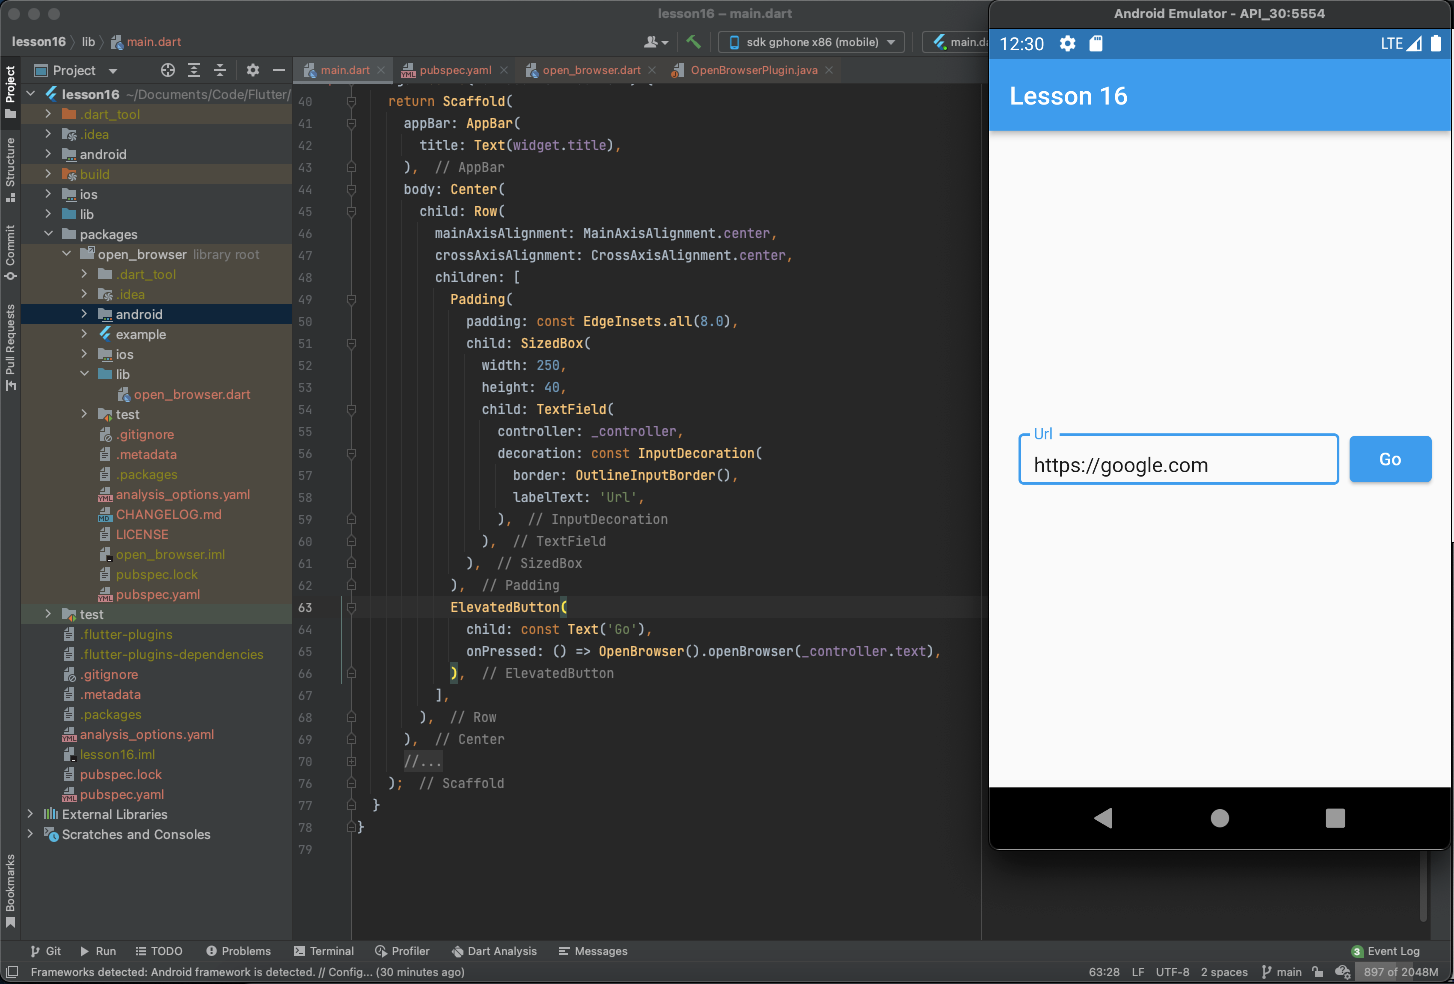 lesson16 – main.dart
lesson16 lib main.dart
sdk gphone x86 (mobile) main.d
Project
main.dart pubspec.yaml open_browser.dart OpenBrowserPlugin.java
Project
Structure
Commit
Pull Requests
Bookmarks
lesson16 ~/Documents/Code/Flutter/
.dart_tool
.idea
android
build
ios
lib
packages
open_browser library root
.dart_tool
.idea
android
example
ios
lib
open_browser.dart
test
.gitignore
.metadata
.packages
analysis_options.yaml
CHANGELOG.md
LICENSE
open_browser.iml
pubspec.lock
pubspec.yaml
test
.flutter-plugins
.flutter-plugins-dependencies
.gitignore
.metadata
.packages
analysis_options.yaml
lesson16.iml
pubspec.lock
pubspec.yaml
External Libraries
Scratches and Consoles
40 return Scaffold(
41 appBar: AppBar(
42 title: Text(widget.title),
43 ), // AppBar
44 body: Center(
45 child: Row(
46 mainAxisAlignment: MainAxisAlignment.center,
47 crossAxisAlignment: CrossAxisAlignment.center,
48 children: [
49 Padding(
50 padding: const EdgeInsets.all(8.0),
51 child: SizedBox(
52 width: 250,
53 height: 40,
54 child: TextField(
55 controller: _controller,
56 decoration: const InputDecoration(
57 border: OutlineInputBorder(),
58 labelText: 'Url',
59 ), // InputDecoration
60 ), // TextField
61 ), // SizedBox
62 ), // Padding
63 ElevatedButton(
64 child: const Text('Go'),
65 onPressed: () => OpenBrowser().openBrowser(_controller.text),
66 ), // ElevatedButton
67 ],
68 ), // Row
69 ), // Center
70 //...
76 ); // Scaffold
77 }
78 }
79
Android Emulator - API_30:5554
12:30 LTE
Lesson 16
Url
https://google.com
Go
Git Run TODO Problems Terminal Profiler Dart Analysis Messages 3 Event Log
Frameworks detected: Android framework is detected. // Config... (30 minutes ago) 63:28 LF UTF-8 2 spaces main 897 of 2048M